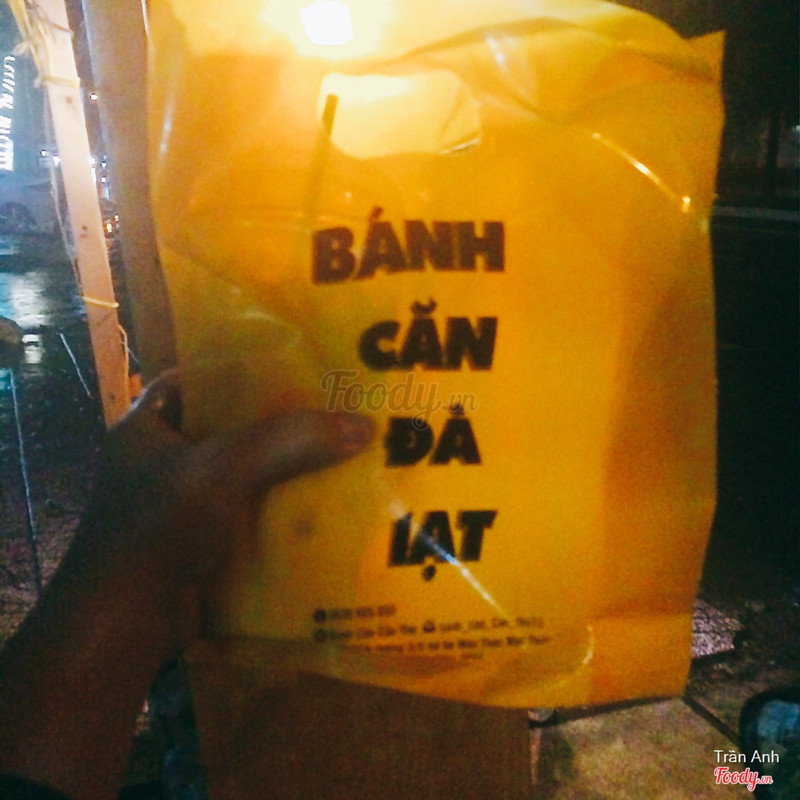 BÁNH
CĂN
ĐÀ
LẠT
Foody.vn
Trần Anh
Foody.vn